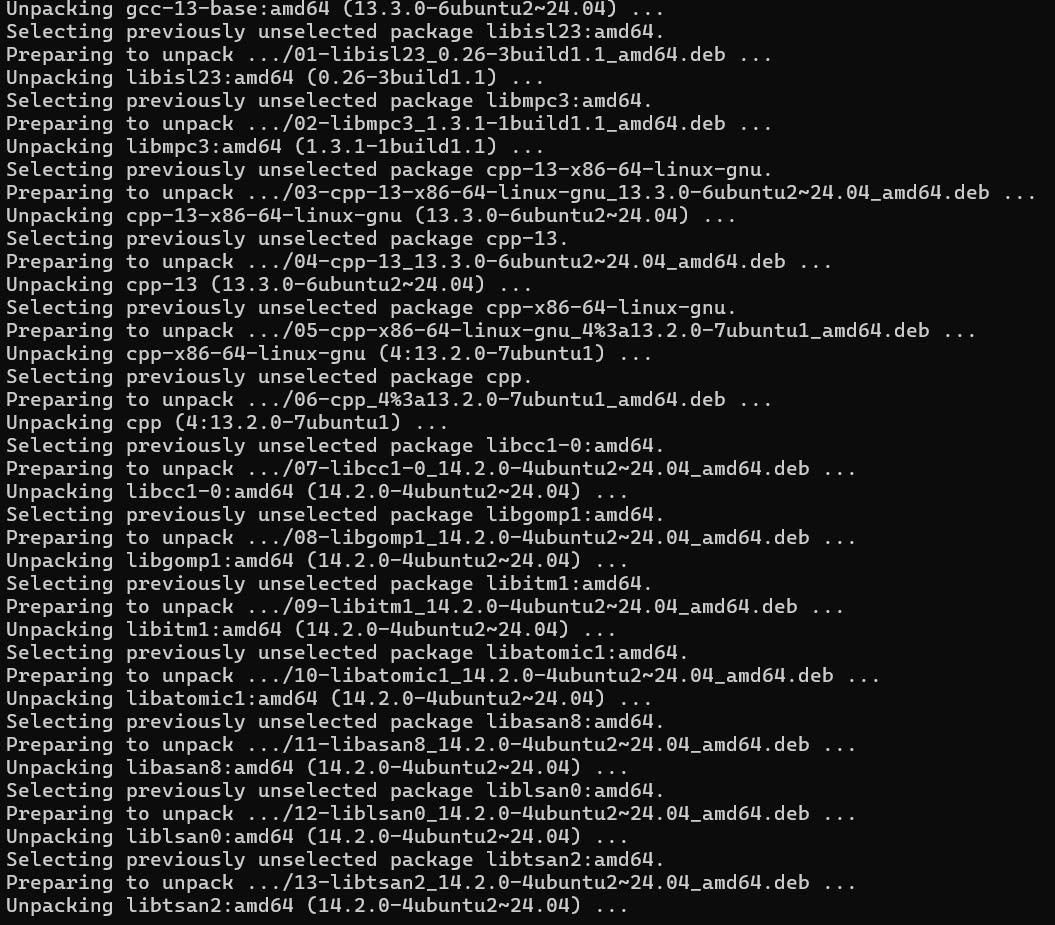 Unpacking gcc-13-base:amd64 (13.3.0-6ubuntu2~24.04) ...
Selecting previously unselected package libisl23:amd64.
Preparing to unpack .../01-libisl23_0.26-3build1.1_amd64.deb ...
Unpacking libisl23:amd64 (0.26-3build1.1) ...
Selecting previously unselected package libmpc3:amd64.
Preparing to unpack .../02-libmpc3_1.3.1-1build1.1_amd64.deb ...
Unpacking libmpc3:amd64 (1.3.1-1build1.1) ...
Selecting previously unselected package cpp-13-x86-64-linux-gnu.
Preparing to unpack .../03-cpp-13-x86-64-linux-gnu_13.3.0-6ubuntu2~24.04_amd64.deb ...
Unpacking cpp-13-x86-64-linux-gnu (13.3.0-6ubuntu2~24.04) ...
Selecting previously unselected package cpp-13.
Preparing to unpack .../04-cpp-13_13.3.0-6ubuntu2~24.04_amd64.deb ...
Unpacking cpp-13 (13.3.0-6ubuntu2~24.04) ...
Selecting previously unselected package cpp-x86-64-linux-gnu.
Preparing to unpack .../05-cpp-x86-64-linux-gnu_4%3a13.2.0-7ubuntu1_amd64.deb ...
Unpacking cpp-x86-64-linux-gnu (4:13.2.0-7ubuntu1) ...
Selecting previously unselected package cpp.
Preparing to unpack .../06-cpp_4%3a13.2.0-7ubuntu1_amd64.deb ...
Unpacking cpp (4:13.2.0-7ubuntu1) ...
Selecting previously unselected package libcc1-0:amd64.
Preparing to unpack .../07-libcc1-0_14.2.0-4ubuntu2~24.04_amd64.deb ...
Unpacking libcc1-0:amd64 (14.2.0-4ubuntu2~24.04) ...
Selecting previously unselected package libgomp1:amd64.
Preparing to unpack .../08-libgomp1_14.2.0-4ubuntu2~24.04_amd64.deb ...
Unpacking libgomp1:amd64 (14.2.0-4ubuntu2~24.04) ...
Selecting previously unselected package libitm1:amd64.
Preparing to unpack .../09-libitm1_14.2.0-4ubuntu2~24.04_amd64.deb ...
Unpacking libitm1:amd64 (14.2.0-4ubuntu2~24.04) ...
Selecting previously unselected package libatomic1:amd64.
Preparing to unpack .../10-libatomic1_14.2.0-4ubuntu2~24.04_amd64.deb ...
Unpacking libatomic1:amd64 (14.2.0-4ubuntu2~24.04) ...
Selecting previously unselected package libasan8:amd64.
Preparing to unpack .../11-libasan8_14.2.0-4ubuntu2~24.04_amd64.deb ...
Unpacking libasan8:amd64 (14.2.0-4ubuntu2~24.04) ...
Selecting previously unselected package liblsan0:amd64.
Preparing to unpack .../12-liblsan0_14.2.0-4ubuntu2~24.04_amd64.deb ...
Unpacking liblsan0:amd64 (14.2.0-4ubuntu2~24.04) ...
Selecting previously unselected package libtsan2:amd64.
Preparing to unpack .../13-libtsan2_14.2.0-4ubuntu2~24.04_amd64.deb ...
Unpacking libtsan2:amd64 (14.2.0-4ubuntu2~24.04) ...